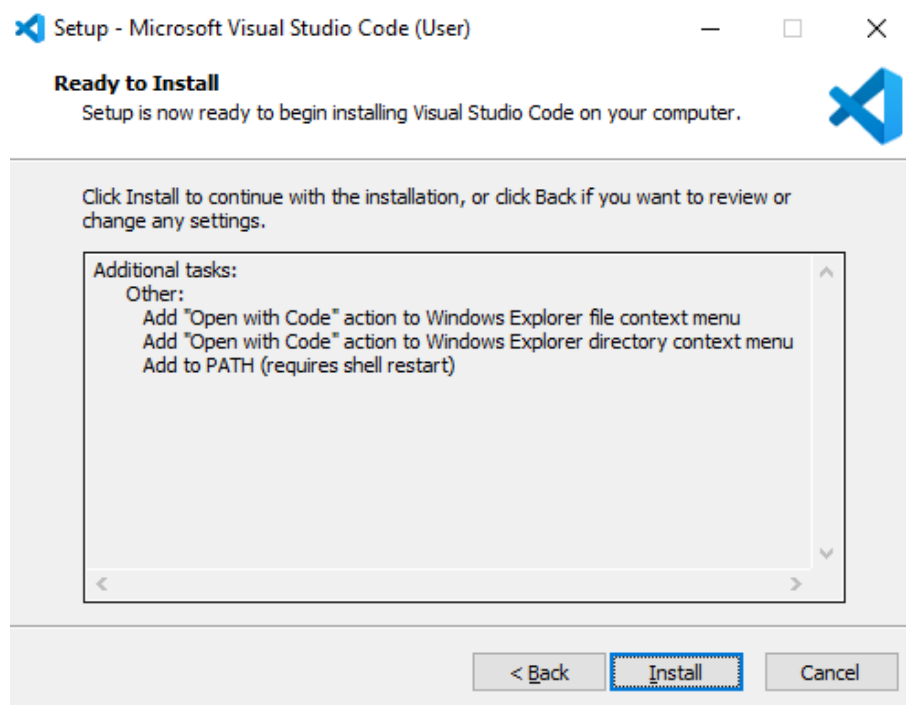 Setup - Microsoft Visual Studio Code (User)
Ready to Install
Setup is now ready to begin installing Visual Studio Code on your computer.
Click Install to continue with the installation, or click Back if you want to review or
change any settings.
Additional tasks:
Other:
Add "Open with Code" action to Windows Explorer file context menu
Add "Open with Code" action to Windows Explorer directory context menu
Add to PATH (requires shell restart)
< Back
Install
Cancel